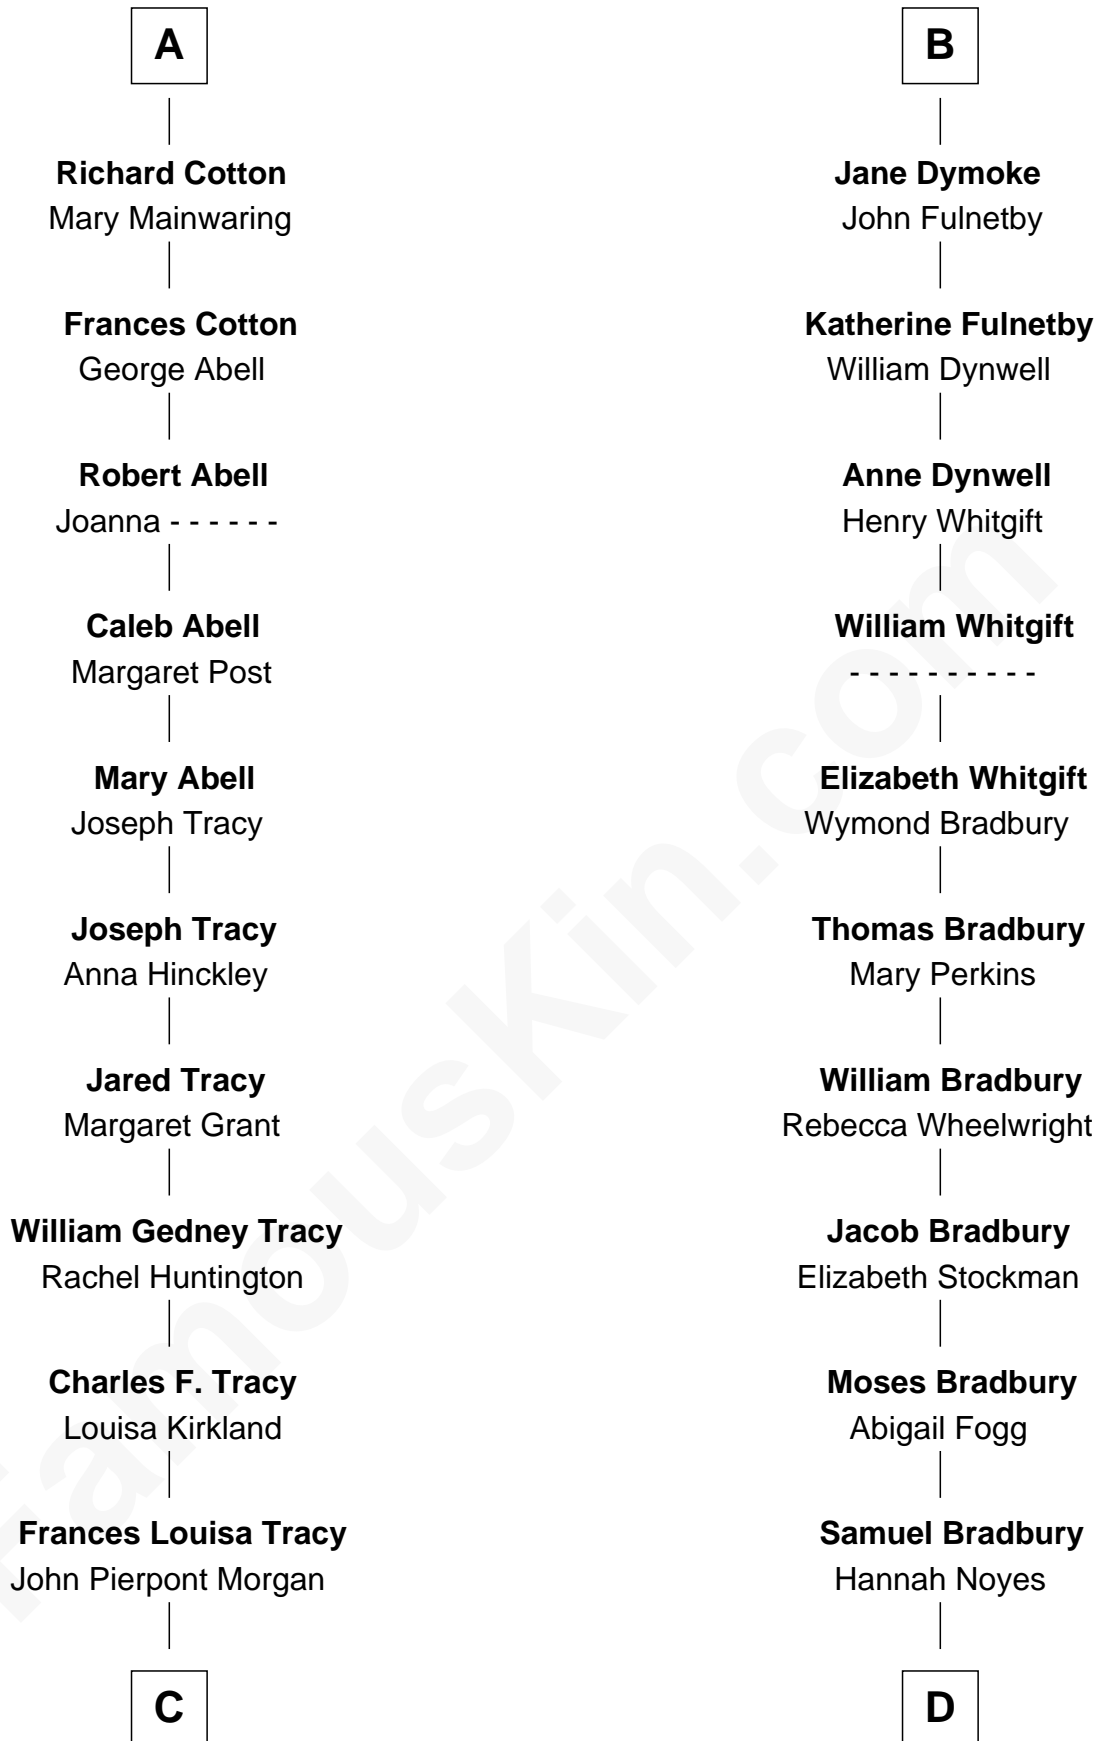 A
Richard Cotton
Mary Mainwaring
Frances Cotton
George Abell
Robert Abell
Joanna - - - - - -
Caleb Abell
Margaret Post
Mary Abell
Joseph Tracy
Joseph Tracy
Anna Hinckley
Jared Tracy
Margaret Grant
William Gedney Tracy
Rachel Huntington
Charles F. Tracy
Louisa Kirkland
Frances Louisa Tracy
John Pierpont Morgan
C
B
Jane Dymoke
John Fulnetby
Katherine Fulnetby
William Dynwell
Anne Dynwell
Henry Whitgift
William Whitgift
- - - - - - - - - -
Elizabeth Whitgift
Wymond Bradbury
Thomas Bradbury
Mary Perkins
William Bradbury
Rebecca Wheelwright
Jacob Bradbury
Elizabeth Stockman
Moses Bradbury
Abigail Fogg
Samuel Bradbury
Hannah Noyes
D
FamousKin.com